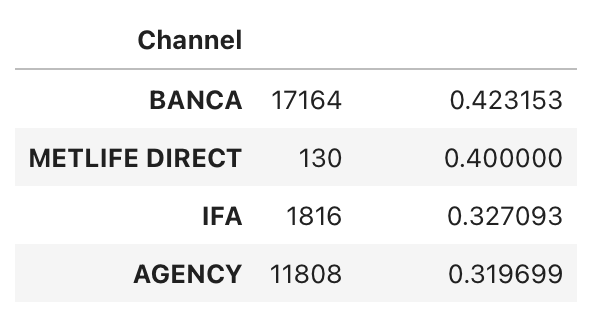 Channel
BANCA 17164 0.423153
METLIFE DIRECT 130 0.400000
IFA 1816 0.327093
AGENCY 11808 0.319699